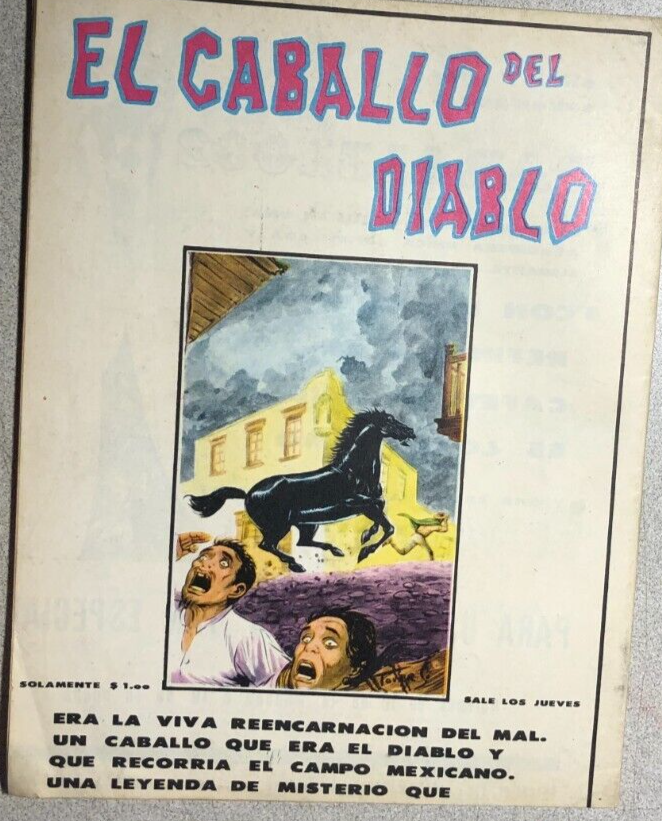 EL CABALLO DEL
DIABLO
SOLAMENTE $ 1.00
SALE LOS JUEVES
ERA LA VIVA REENCARNACION DEL MAL.
UN CABALLO QUE ERA EL DIABLO Y
QUE RECORRIA EL CAMPO MEXICANO.
UNA LEYENDA DE MISTERIO QUE